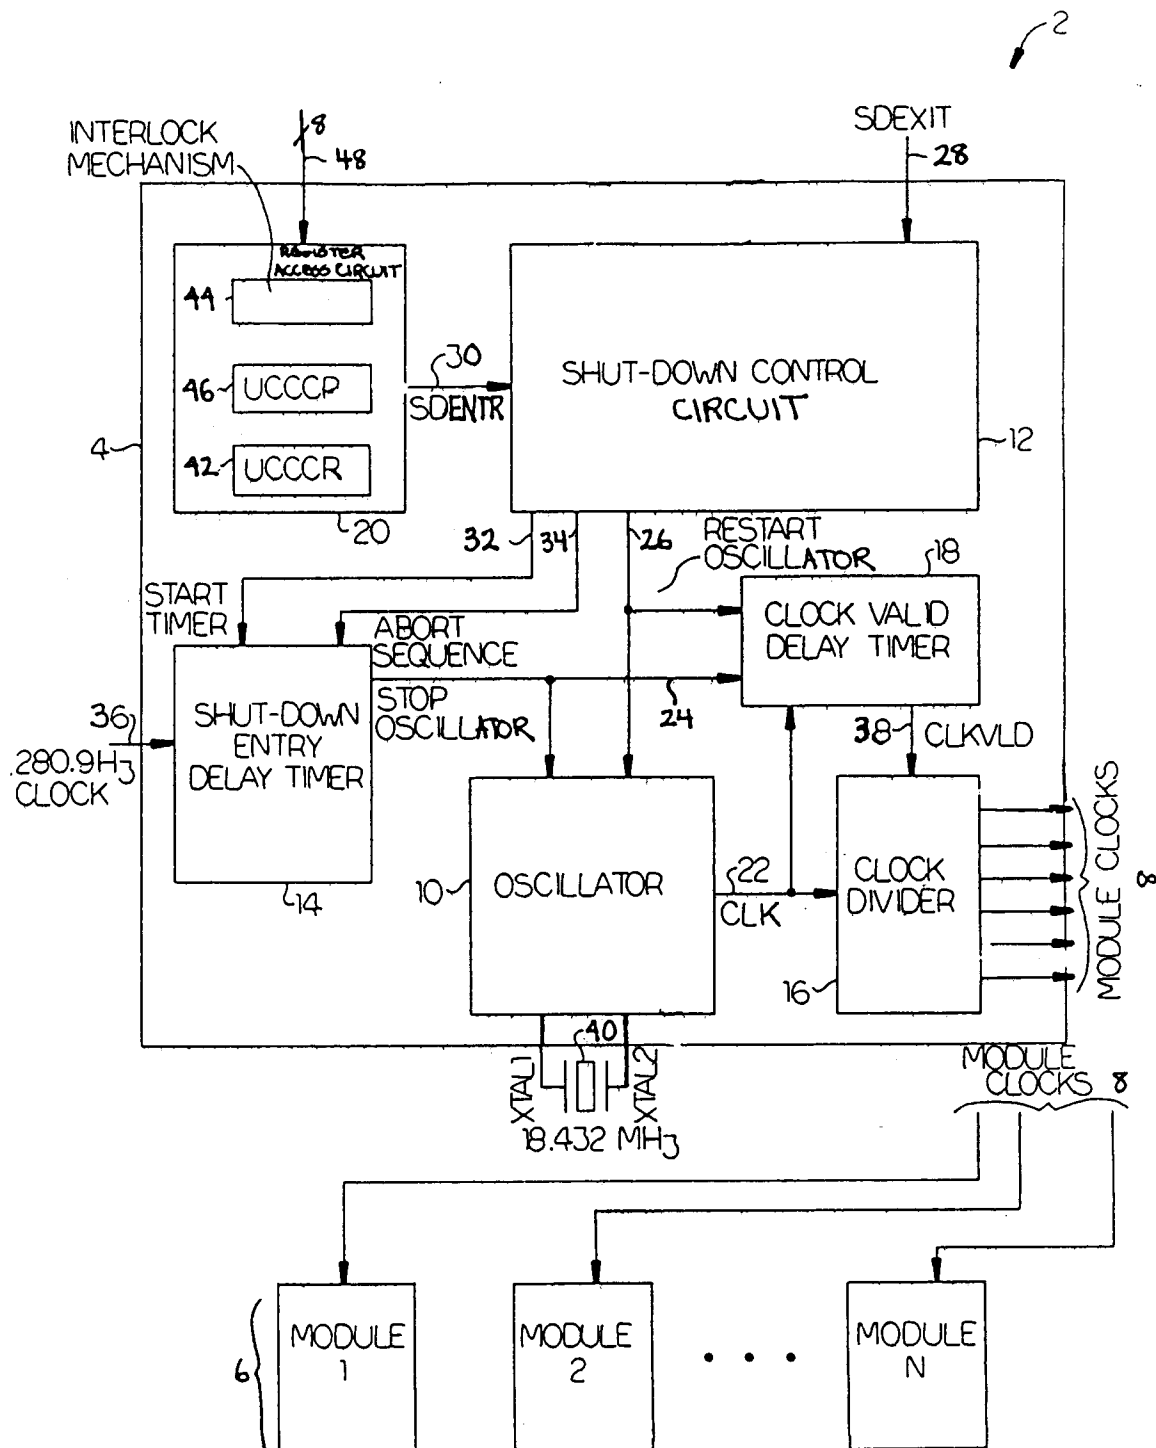 2
INTERLOCK
MECHANISM
8
48
SDEXIT
28
REGISTER
ACCESS CIRCUIT
44
46
UCCCP
42
UCCCR
20
4
30
SDENTR
SHUT-DOWN CONTROL
CIRCUIT
12
32
34
26
RESTART
OSCILLATOR
18
START
TIMER
ABORT
SEQUENCE
CLOCK VALID
DELAY TIMER
STOP
OSCILLATOR
24
36
280.9Hz
CLOCK
SHUT-DOWN
ENTRY
DELAY TIMER
14
38
CLKVLD
10
OSCILLATOR
22
CLK
CLOCK
DIVIDER
16
MODULE CLOCKS
8
40
XTAL1
XTAL2
18.432 MHz
MODULE
CLOCKS 8
6
MODULE
1
MODULE
2
MODULE
N